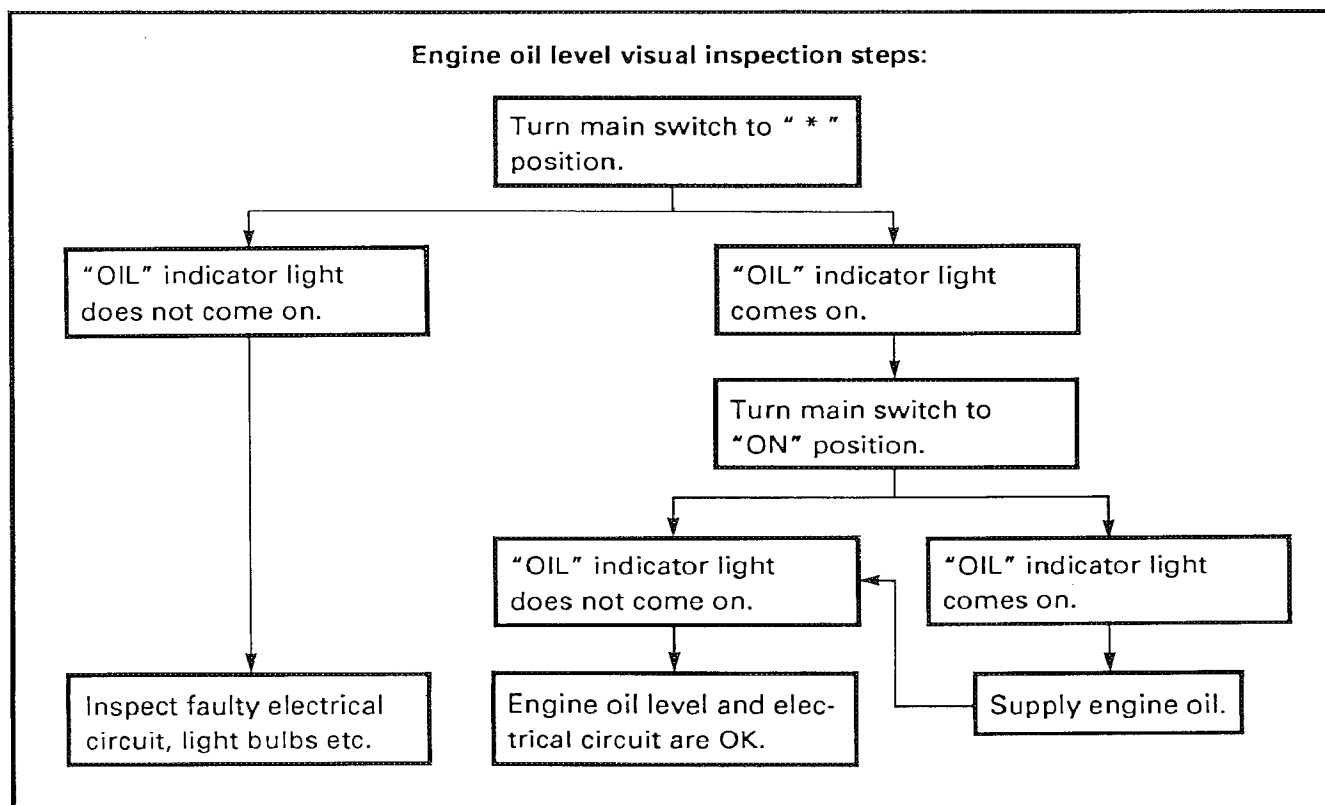 Engine oil level visual inspection steps:
Turn main switch to " * "
position.
"OIL" indicator light
does not come on.
"OIL" indicator light
comes on.
Turn main switch to
"ON" position.
"OIL" indicator light
does not come on.
"OIL" indicator light
comes on.
Inspect faulty electrical
circuit, light bulbs etc.
Engine oil level and elec-
trical circuit are OK.
Supply engine oil.